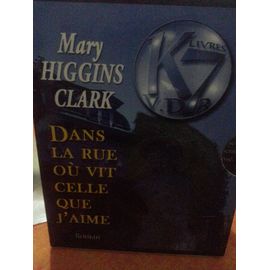 Mary
HIGGINS
CLARK
LIVRES
K7
DANS
LA RUE
OÙ VIT
CELLE
QUE
J'AIME
Roman